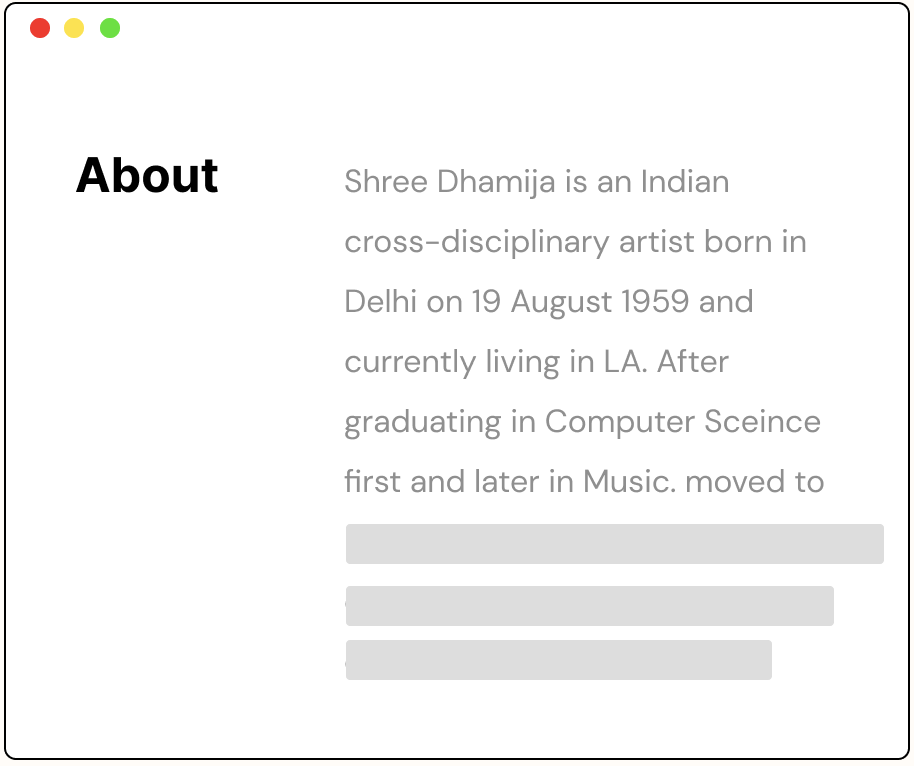 About
Shree Dhamija is an Indian
cross-disciplinary artist born in
Delhi on 19 August 1959 and
currently living in LA. After
graduating in Computer Sceince
first and later in Music. moved to